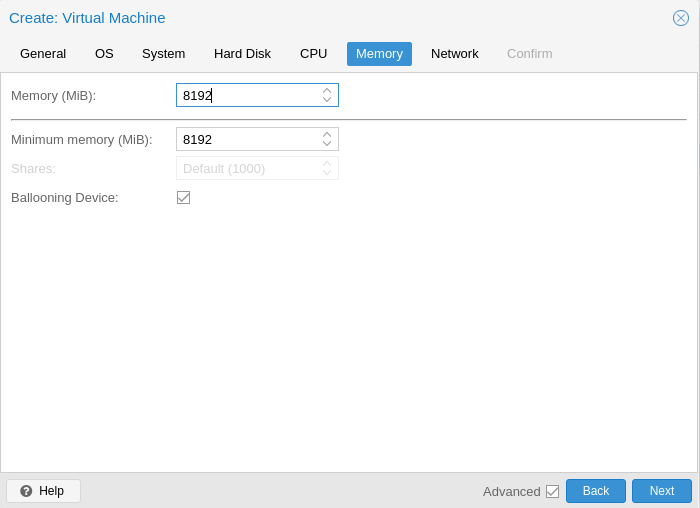 Create: Virtual Machine
General OS System Hard Disk CPU Memory Network Confirm
Memory (MiB): 8192
Minimum memory (MiB): 8192
Shares: Default (1000)
Ballooning Device:
Help Advanced Back Next